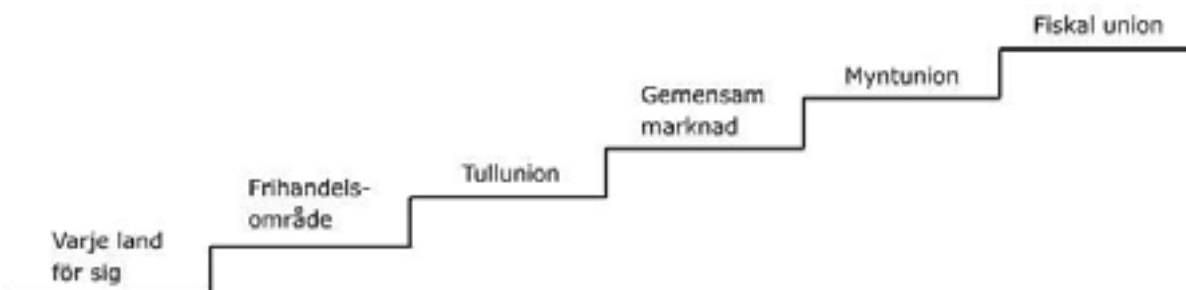 Varje land
för sig
Frihandels-
område
Tullunion
Gemensam
marknad
Myntunion
Fiskal union